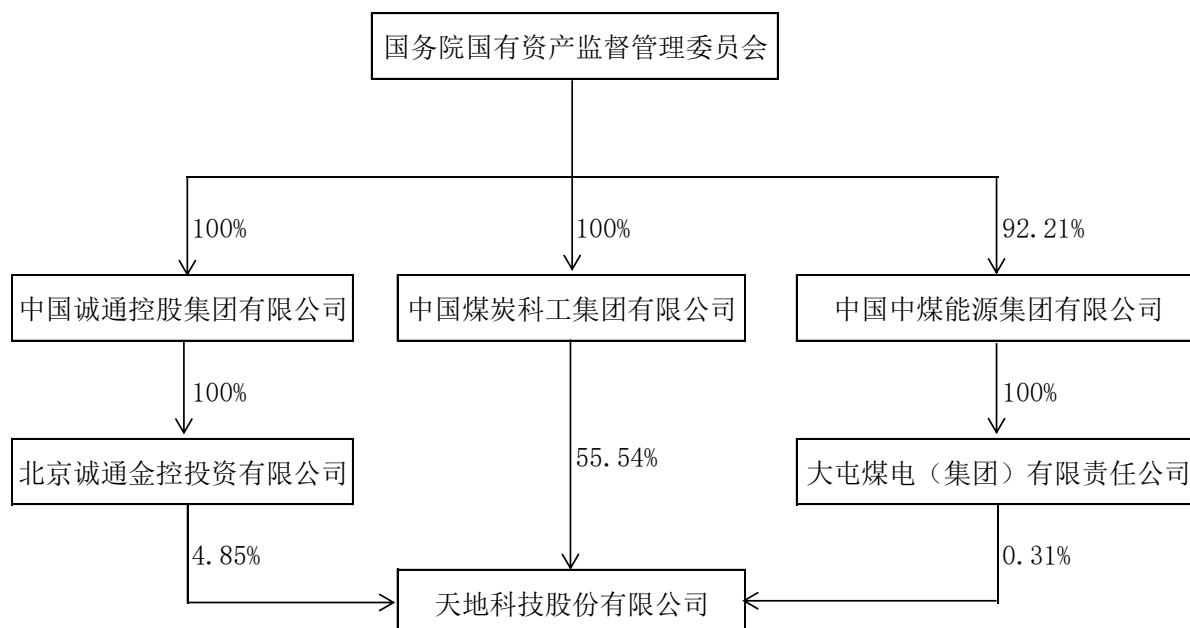 国务院国有资产监督管理委员会
100%
100%
92.21%
中国诚通控股集团有限公司
中国煤炭科工集团有限公司
中国中煤能源集团有限公司
100%
100%
北京诚通金控投资有限公司
55.54%
大屯煤电（集团）有限责任公司
4.85%
0.31%
天地科技股份有限公司